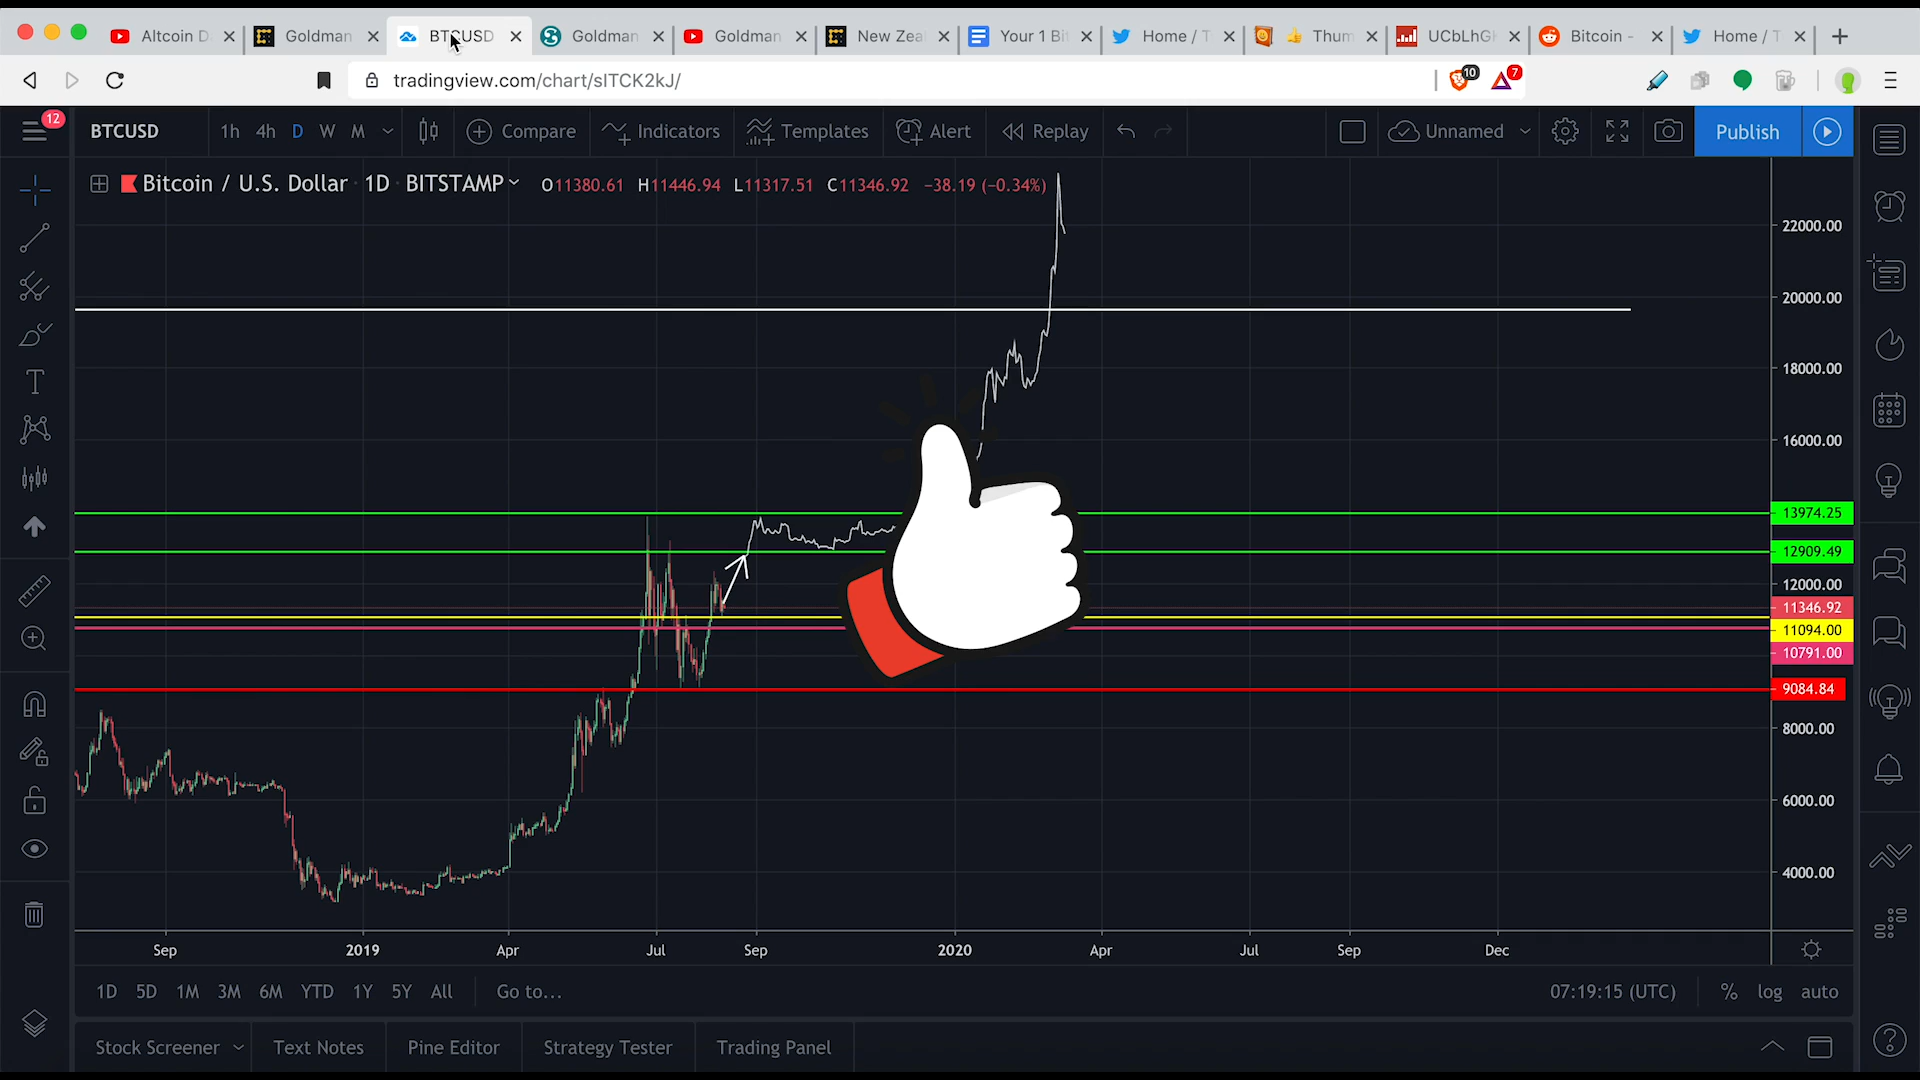 Altcoin D
Goldman
BTCUSD
Goldman
Goldman
New Zea
Your 1 Bi
Home / T
Thum
UCbLhGK
Bitcoin -
Home / T
tradingview.com/chart/sITCK2kJ/
10
7
12
BTCUSD
1h 4h D W M
Compare
Indicators
Templates
Alert
Replay
Unnamed
Publish
Bitcoin / U.S. Dollar 1D BITSTAMP O11380.61 H11446.94 L11317.51 C11346.92 −38.19 (−0.34%)
22000.00
20000.00
18000.00
16000.00
13974.25
12909.49
12000.00
11346.92
11094.00
10791.00
9084.84
8000.00
6000.00
4000.00
Sep 2019 Apr Jul Sep 2020 Apr Jul Sep Dec
1D 5D 1M 3M 6M YTD 1Y 5Y All Go to...
07:19:15 (UTC) % log auto
Stock Screener Text Notes Pine Editor Strategy Tester Trading Panel